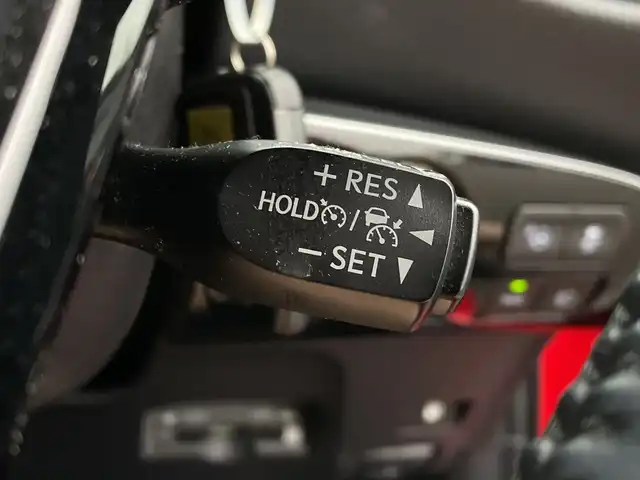 + RES
HOLD /
− SET